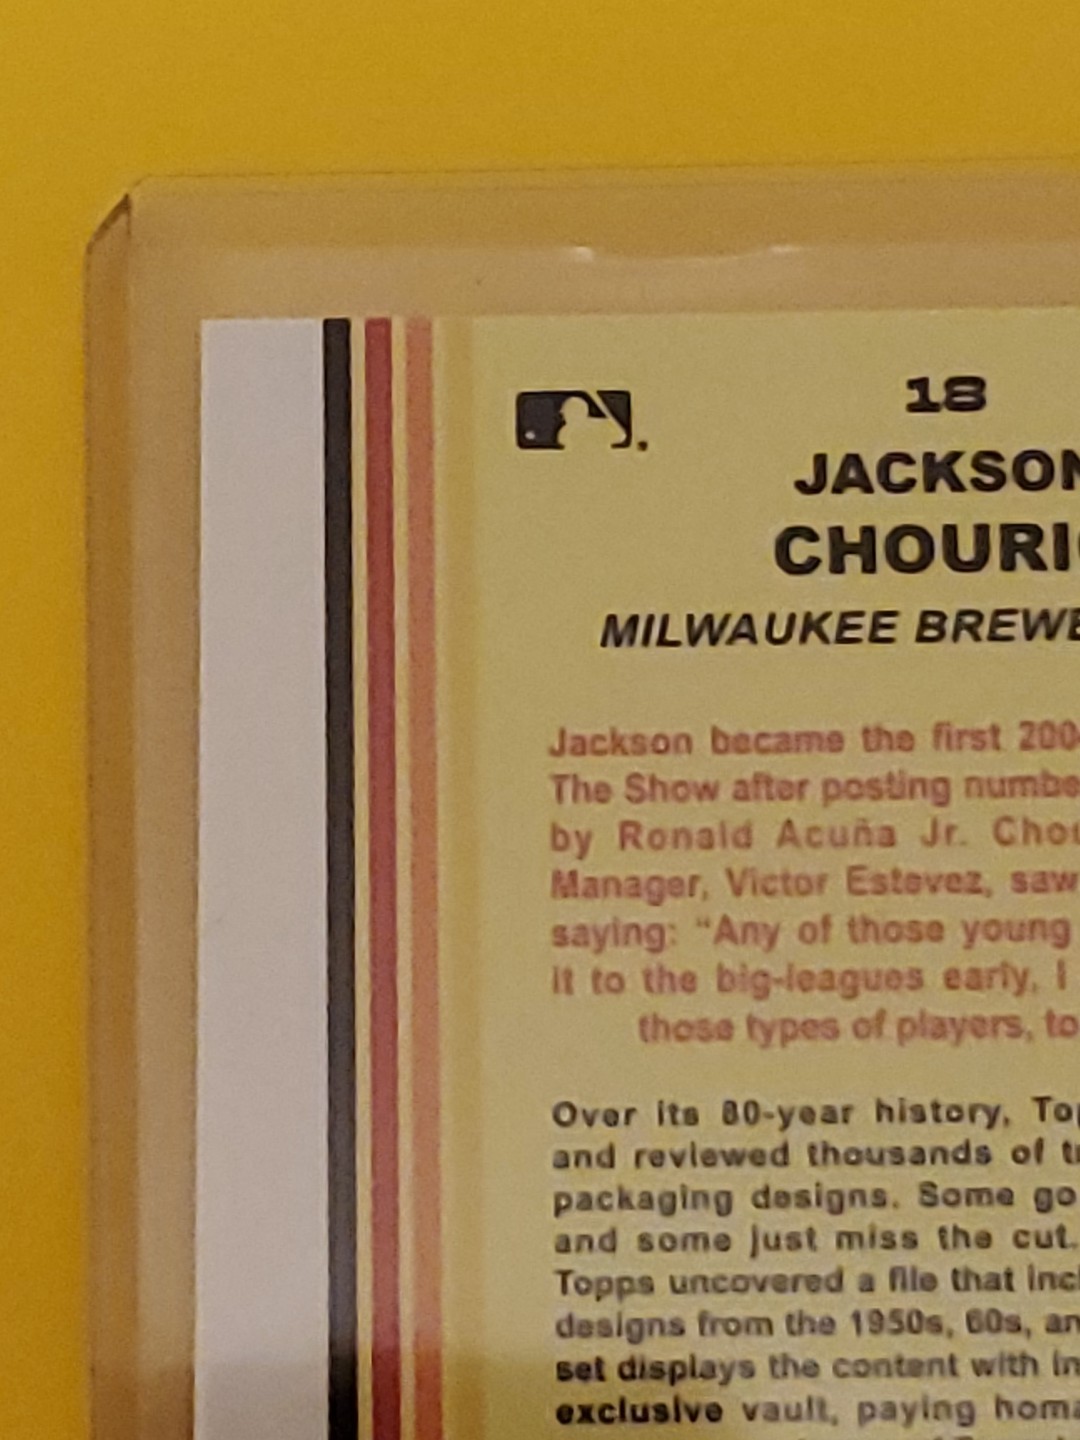 18
JACKSON
CHOURI
MILWAUKEE BREWE
Jackson became the first 200
The Show after posting numbe
by Ronald Acuña Jr. Chou
Manager, Victor Estevez, saw
saying: "Any of those young
it to the big-leagues early, I
those types of players, to
Over its 80-year history, Top
and reviewed thousands of t
packaging designs. Some go
and some just miss the cut.
Topps uncovered a file that incl
designs from the 1950s, 60s, an
set displays the content with in
exclusive vault, paying homa